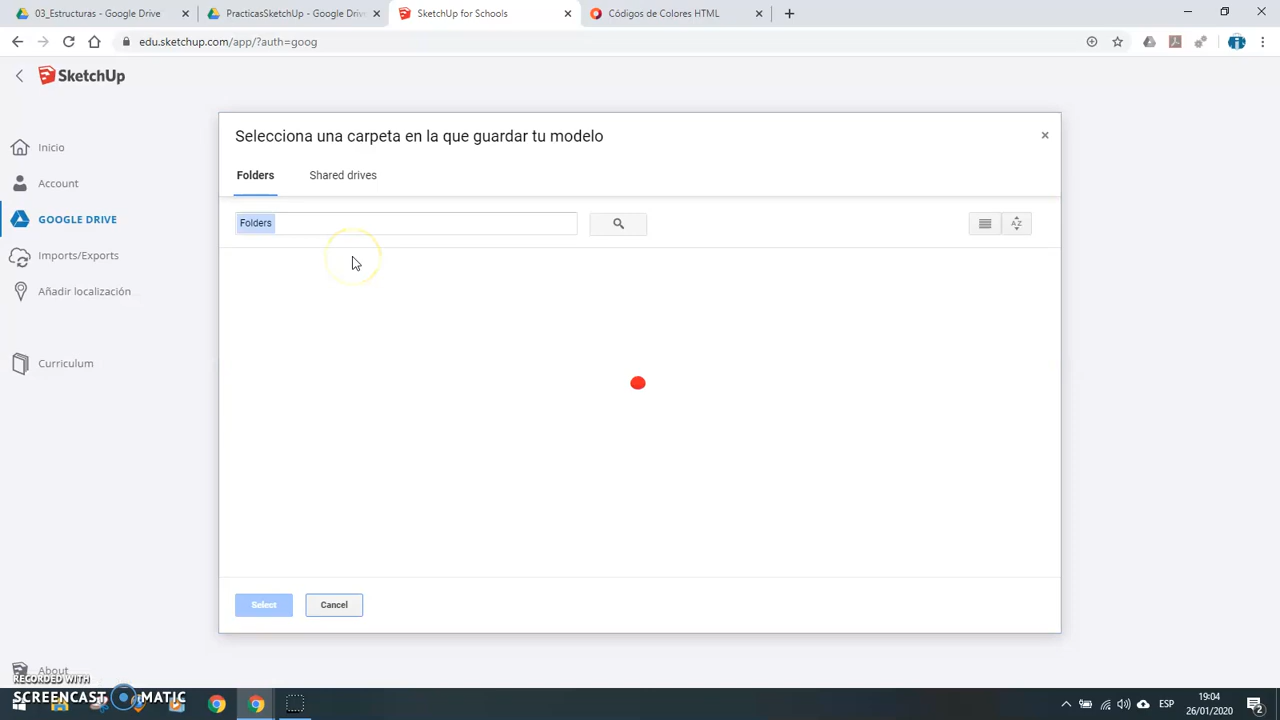 03_Estructuras - Google Drive
PracticasSketchUp - Google Driv
SketchUp for Schools
Códigos de Colores HTML
edu.sketchup.com/app/?auth=goog
SketchUp
Selecciona una carpeta en la que guardar tu modelo
Inicio
Folders
Shared drives
Account
GOOGLE DRIVE
Folders
Imports/Exports
Añadir localización
Curriculum
Select
Cancel
About
RECORDED WITH
SCREENCAST MATIC
ESP
19:04
26/01/2020
2